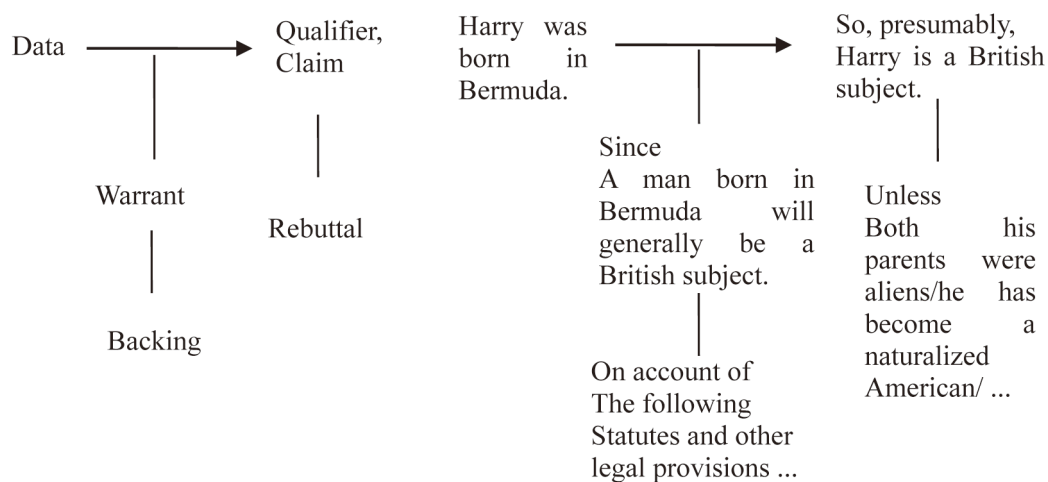 Data
Qualifier,
Claim
Warrant
Rebuttal
Backing
Harry was
born in
Bermuda.
So, presumably,
Harry is a British
subject.
Since
A man born in
Bermuda will
generally be a
British subject.
Unless
Both his
parents were
aliens/he has
become a
naturalized
American/ ...
On account of
The following
Statutes and other
legal provisions ...